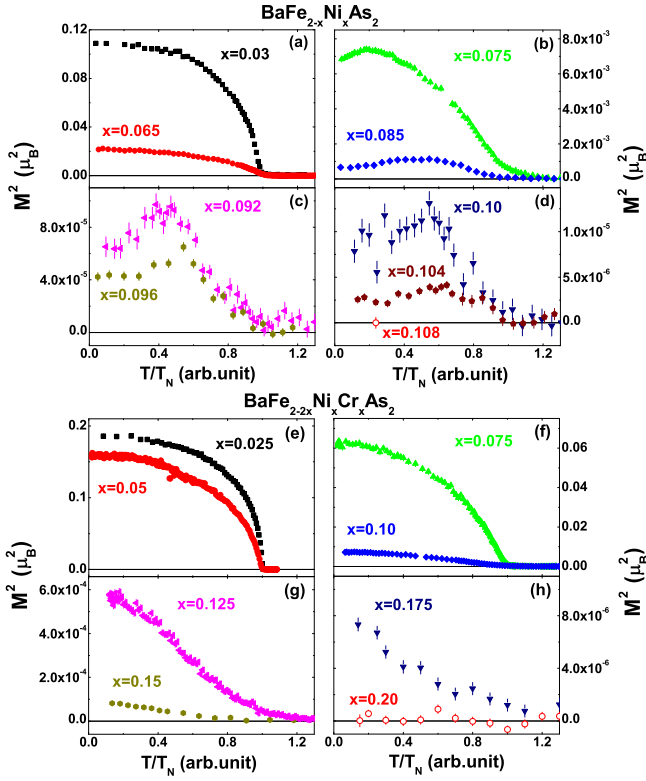 BaFe2-xNixAs2
0.12
0.08
0.04
0.00
(a)
x=0.03
x=0.065
(b)
x=0.075
x=0.085
8.0x10⁻³
6.0x10⁻³
4.0x10⁻³
2.0x10⁻³
0.0
M² (μB²)
M² (μB²)
8.0x10⁻⁵
4.0x10⁻⁵
0.0
(c)
x=0.092
x=0.096
(d)
x=0.10
x=0.104
x=0.108
1.0x10⁻⁵
5.0x10⁻⁶
0.0
0.0 0.4 0.8 1.2
0.0 0.4 0.8 1.2
T/TN (arb.unit)
T/TN (arb.unit)
BaFe2-2xNixCrxAs2
0.2
0.1
0.0
(e)
x=0.025
x=0.05
(f)
x=0.075
x=0.10
0.06
0.04
0.02
0.00
M² (μB²)
M² (μB²)
6.0x10⁻⁴
4.0x10⁻⁴
2.0x10⁻⁴
0.0
(g)
x=0.125
x=0.15
(h)
x=0.175
x=0.20
8.0x10⁻⁶
4.0x10⁻⁶
0.0
0.0 0.4 0.8 1.2
0.0 0.4 0.8 1.2
T/TN (arb.unit)
T/TN (arb.unit)